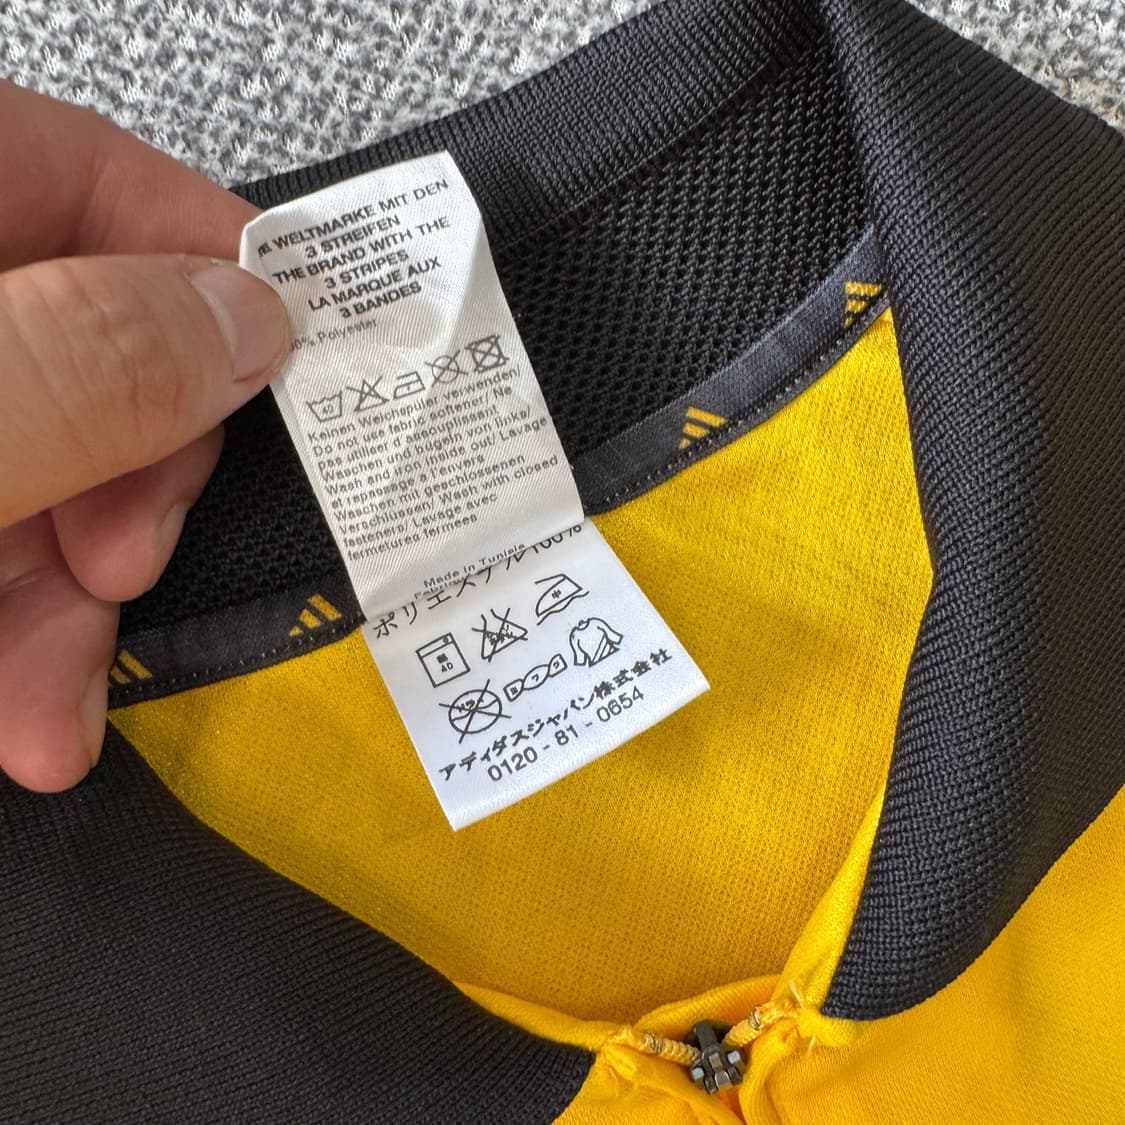 WELTMARKE MIT DEN
3 STREIFEN
THE BRAND WITH THE
3 STRIPES
LA MARQUE AUX
3 BANDES
Polyester
40
Keinen Weichspüler verwenden/
Do not use fabric softener/ Ne
pas utiliser d'assouplissant
Waschen und bügeln von links/
Wash and iron inside out/ Lavage
et repassage à l'envers
Waschen mit geschlossenen
Verschlüssen/ Wash with closed
fasteners/ Lavage avec
fermetures fermees
Made in Tunisia
ポリエステル100%
40
中
アディダスジャパン株式会社
0120 - 81 - 0654